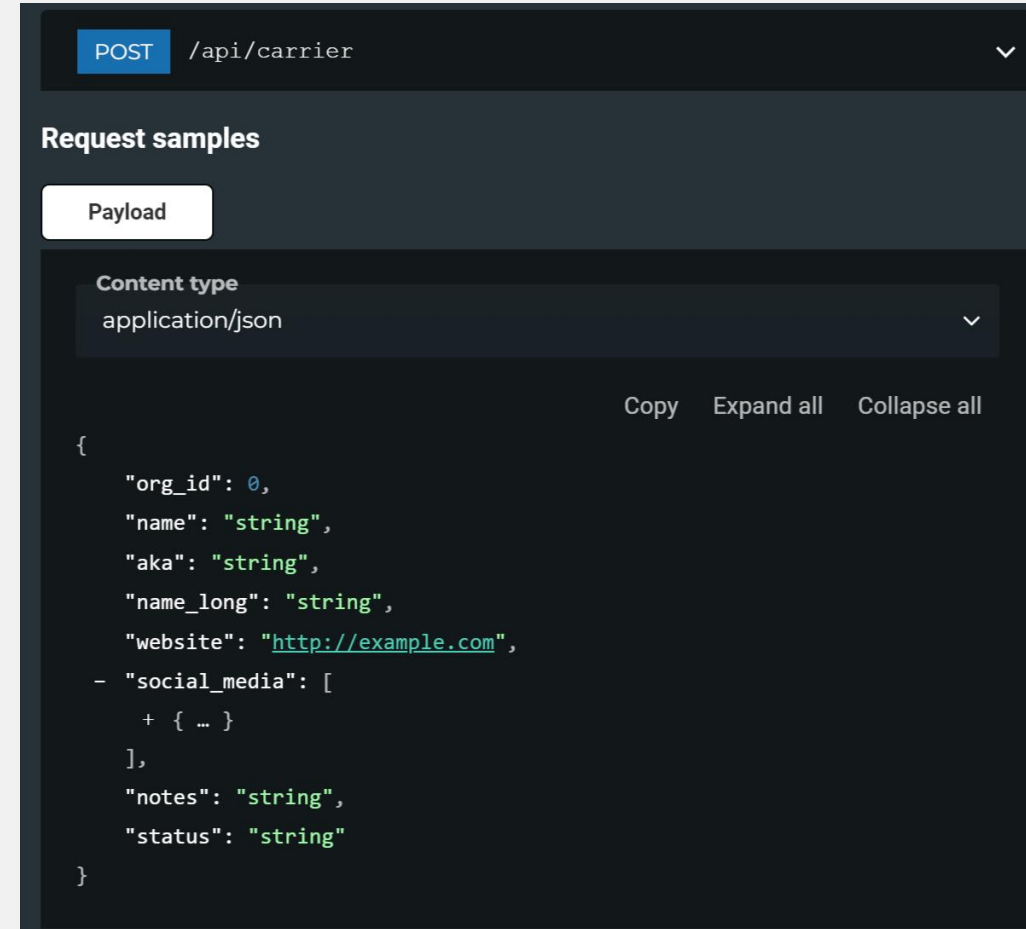 POST /api/carrier
Request samples
Payload
Content type
application/json
Copy Expand all Collapse all
{
"org_id": 0,
"name": "string",
"aka": "string",
"name_long": "string",
"website": "http://example.com",
- "social_media": [
+ { … }
],
"notes": "string",
"status": "string"
}